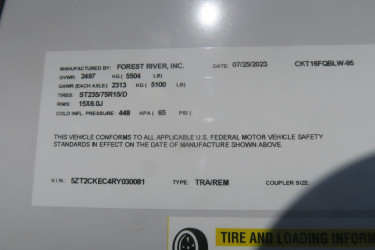 MANUFACTURED BY: FOREST RIVER, INC. DATE: 07/25/2023 CKT16FQBLW-95
GVWR: 2497 KG ( 5504 LB)
GAWR (EACH AXLE): 2313 KG ( 5100 LB)
TIRES: ST235/75R15/D
RIMS: 15X6.0J
COLD INFL. PRESSURE: 448 KPA ( 65 PSI)
THIS VEHICLE CONFORMS TO ALL APPLICABLE U.S. FEDERAL MOTOR VEHICLE SAFETY
STANDARDS IN EFFECT ON THE DATE OF MANUFACTURE SHOWN ABOVE.
V.I.N.: 5ZT2CKEC4RY030081 TYPE: TRA/REM COLOR:
TIRE AND LOADING INFORM